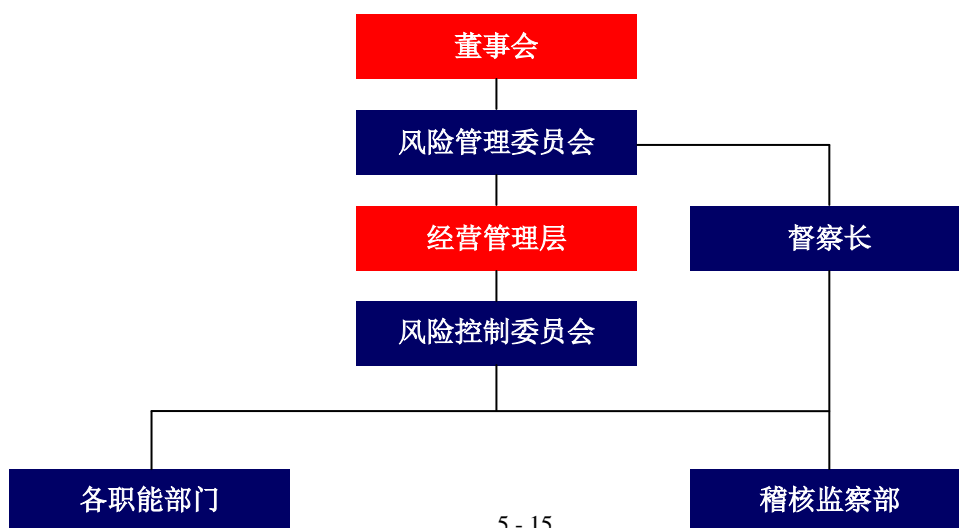 董事会
风险管理委员会
经营管理层
督察长
风险控制委员会
各职能部门
稽核监察部
5 - 15